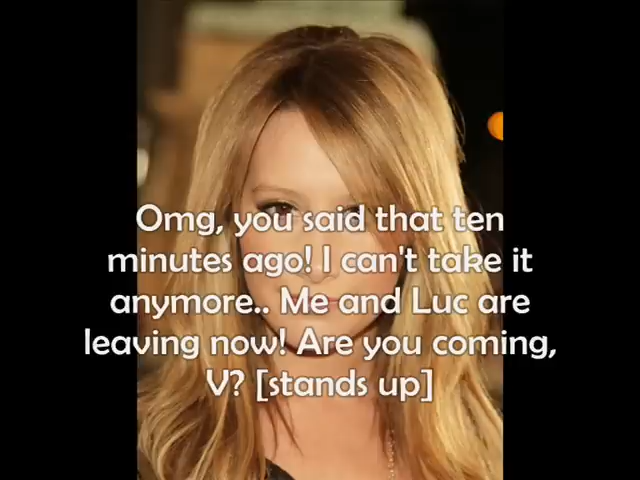 Omg, you said that ten
minutes ago! I can't take it
anymore.. Me and Luc are
leaving now! Are you coming,
V? [stands up]